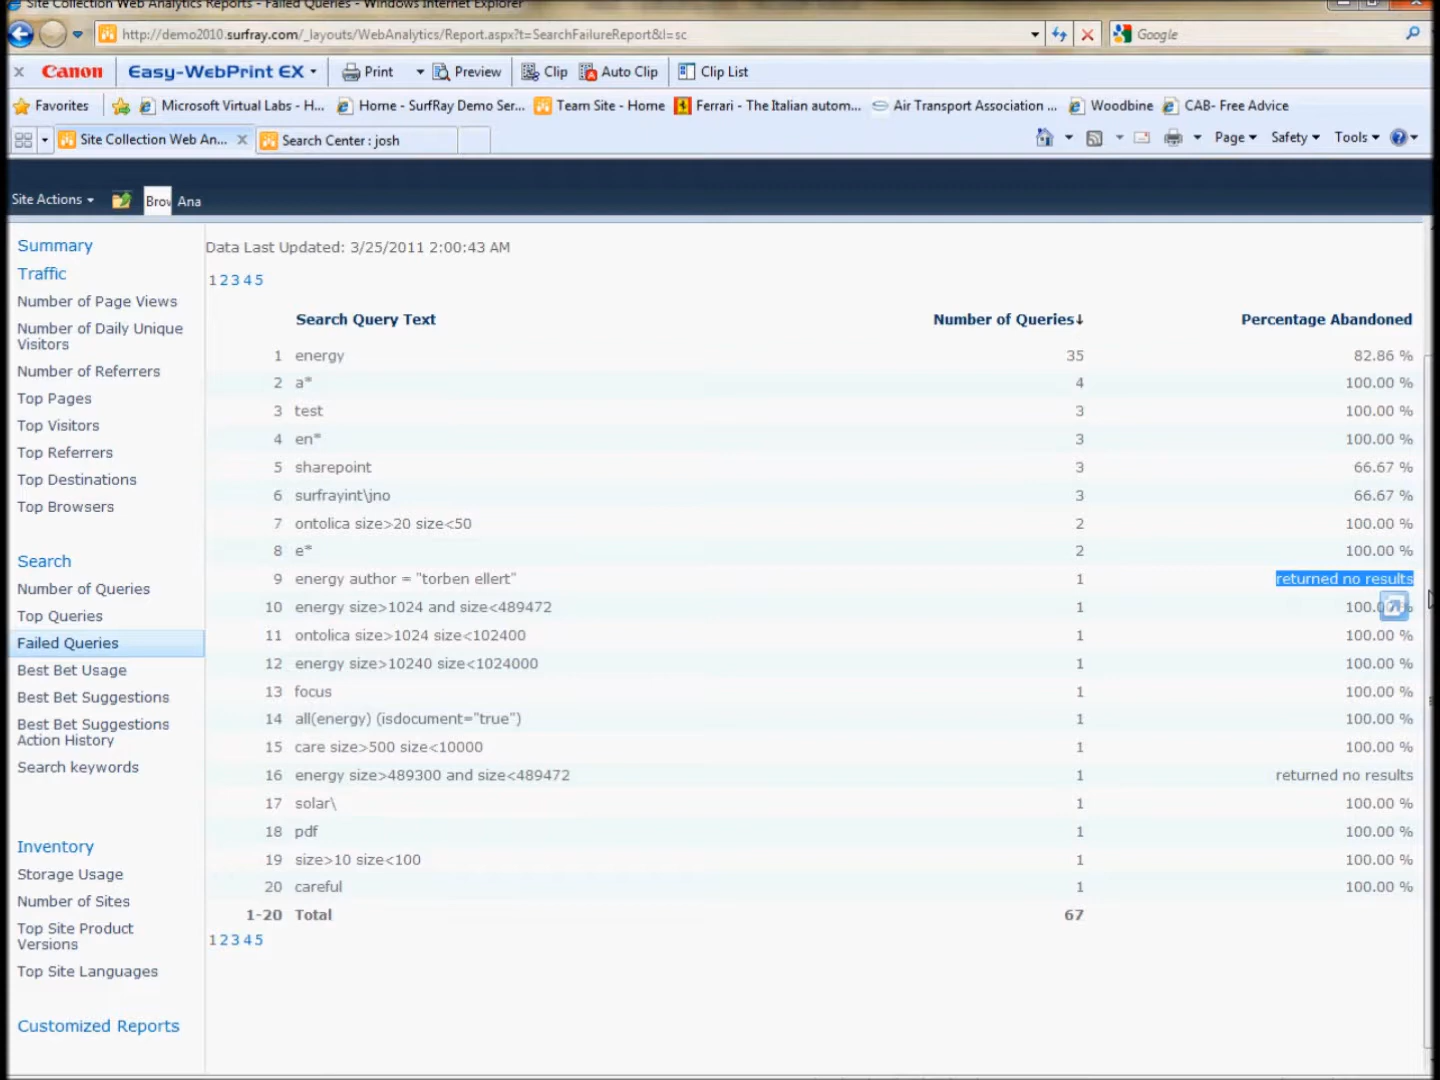 Site Collection Web Analytics Reports - Failed Queries - Windows Internet Explorer
http://demo2010.surfray.com/_layouts/WebAnalytics/Report.aspx?t=SearchFailureReport&l=sc
Google
x Canon Easy-WebPrint EX Print Preview Clip Auto Clip Clip List
Favorites Microsoft Virtual Labs - H... Home - SurfRay Demo Ser... Team Site - Home Ferrari - The Italian autom... Air Transport Association ... Woodbine CAB- Free Advice
Site Collection Web An... x Search Center : josh Page Safety Tools
Site Actions Brov Ana
Summary
Traffic
Number of Page Views
Number of Daily Unique
Visitors
Number of Referrers
Top Pages
Top Visitors
Top Referrers
Top Destinations
Top Browsers
Search
Number of Queries
Top Queries
Failed Queries
Best Bet Usage
Best Bet Suggestions
Best Bet Suggestions
Action History
Search keywords
Inventory
Storage Usage
Number of Sites
Top Site Product
Versions
Top Site Languages
Customized Reports
Data Last Updated: 3/25/2011 2:00:43 AM
1 2 3 4 5
Search Query Text Number of Queries↓ Percentage Abandoned
1 energy 35 82.86 %
2 a* 4 100.00 %
3 test 3 100.00 %
4 en* 3 100.00 %
5 sharepoint 3 66.67 %
6 surfrayint\jno 3 66.67 %
7 ontolica size>20 size<50 2 100.00 %
8 e* 2 100.00 %
9 energy author = "torben ellert" 1 returned no results
10 energy size>1024 and size<489472 1 100.
11 ontolica size>1024 size<102400 1 100.00 %
12 energy size>10240 size<1024000 1 100.00 %
13 focus 1 100.00 %
14 all(energy) (isdocument="true") 1 100.00 %
15 care size>500 size<10000 1 100.00 %
16 energy size>489300 and size<489472 1 returned no results
17 solar\ 1 100.00 %
18 pdf 1 100.00 %
19 size>10 size<100 1 100.00 %
20 careful 1 100.00 %
1-20 Total 67
1 2 3 4 5